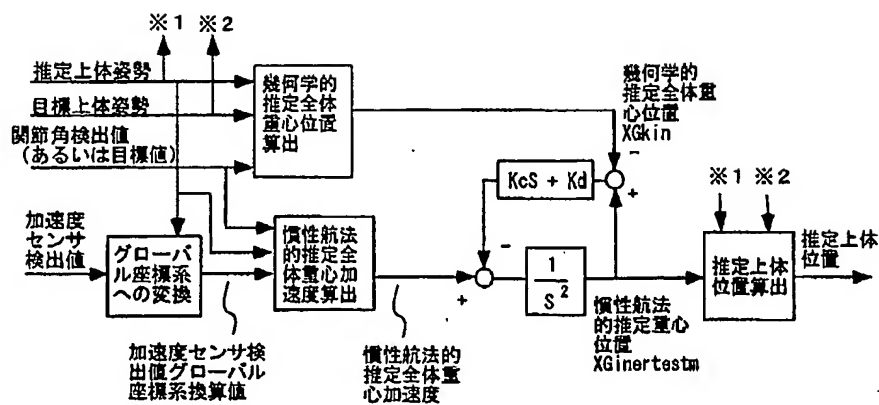 ※1
※2
推定上体姿勢
目標上体姿勢
関節角検出値
(あるいは目標値)
幾何学的
推定全体
重心位置
算出
幾何学的
推定全体重
心位置
XGkin
-
+
KcS + Kd
※1
※2
加速度
センサ
検出値
グローバ
ル座標系
への変換
慣性航法
的推定全
体重心加
速度算出
-
+
1
S 2
推定上体
位置算出
推定上体
位置
加速度センサ検
出値グローバル
座標系換算値
慣性航法的
推定全体重
心加速度
慣性航法
的推定重心
位置
XGinertestm